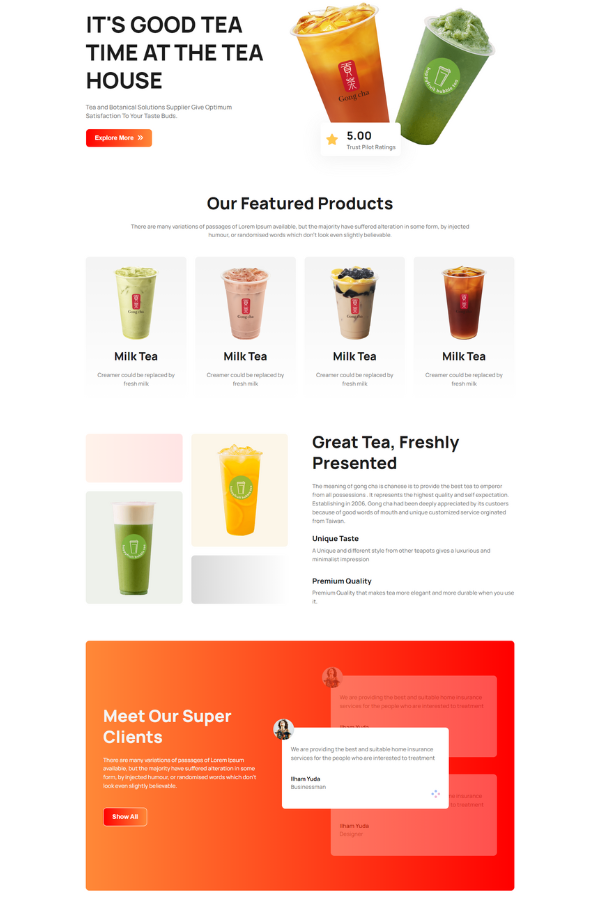 IT'S GOOD TEA
TIME AT THE TEA
HOUSE
Tea and Botanical Solutions Supplier Give Optimum
Satisfaction To Your Taste Buds.
Explore More »
貢茶
Gong cha
5.00
Trust Pilot Ratings
Our Featured Products
There are many variations of passages of Lorem Ipsum available, but the majority have suffered alteration in some form, by injected
humour, or randomised words which don't look even slightly believable.
Gong cha
Gong cha
Gong cha
Milk Tea
Milk Tea
Milk Tea
Milk Tea
Creamer could be replaced by
fresh milk
Creamer could be replaced by
fresh milk
Creamer could be replaced by
fresh milk
Creamer could be replaced by
fresh milk
Great Tea, Freshly
Presented
The meaning of gong cha is chanese is to provide the best tea to emperor
from all possessions . It represents the highest quality and self expectation.
Establishing in 2006, Gong cha had been deeply appreciated by its custoers
because of good words of mouth and unique customized service originated
from Taiwan.
Unique Taste
A Unique and different style from other teapots gives a luxurious and
minimalist impression
Premium Quality
Premium Quality that makes tea more elegant and more durable when you use
it.
Meet Our Super
Clients
There are many variations of passages of Lorem Ipsum
available, but the majority have suffered alteration in some
form, by injected humour, or randomised words which don't
look even slightly believable.
Show All
We are providing the best and suitable home insurance
services for the people who are interested to treatment
We are providing the best and suitable home insurance
services for the people who are interested to treatment
Ilham Yuda
Businessman
insurance
treatment
Ilham Yuda
Designer